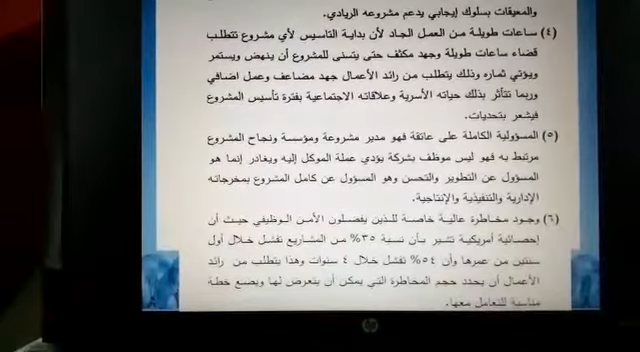 والمعيقات بسلوك إيجابي يدعم مشروعه الريادي.
(٤) ساعات طويلة من العمل الجاد لأن بداية التاسيس لأي مشروع تتطلب
قضاء ساعات طويلة وجهد مكثف حتى يتسنى للمشروع أن ينهض ويستمر
ويؤتي ثماره وذلك يتطلب من رائد الأعمال جهد مضاعف وعمل اضافي
وربما تتأثر بذلك حياته الأسرية وعلاقاته الاجتماعية بفترة تأسيس المشروع
فيشعر بتحديات.
(٥) المسؤولية الكاملة على عاتقة فهو مدير مشروعة ومؤسسة ونجاح المشروع
مرتبط به فهو ليس موظف بشركة يؤدي عملة الموكل إليه ويغادر إنما هو
المسؤول عن التطوير والتحسن وهو المسؤول عن كامل المشروع بمخرجاته
الإدارية والتنفيذية والإنتاجية.
(٦) وجود مخاطرة عالية خاصة للذين يفضلون الأمن الوظيفي حيث أن
إحصائية أمريكية تشير بأن نسبة ٣٥% من المشاريع تفشل خلال أول
سنتين من عمرها وأن ٥٤% تفشل خلال ٤ سنوات وهذا يتطلب من رائد
الأعمال أن يحدد حجم المخاطرة التي يمكن أن يتعرض لها ويضع خطة
مناسبة للتعامل معها.
hp